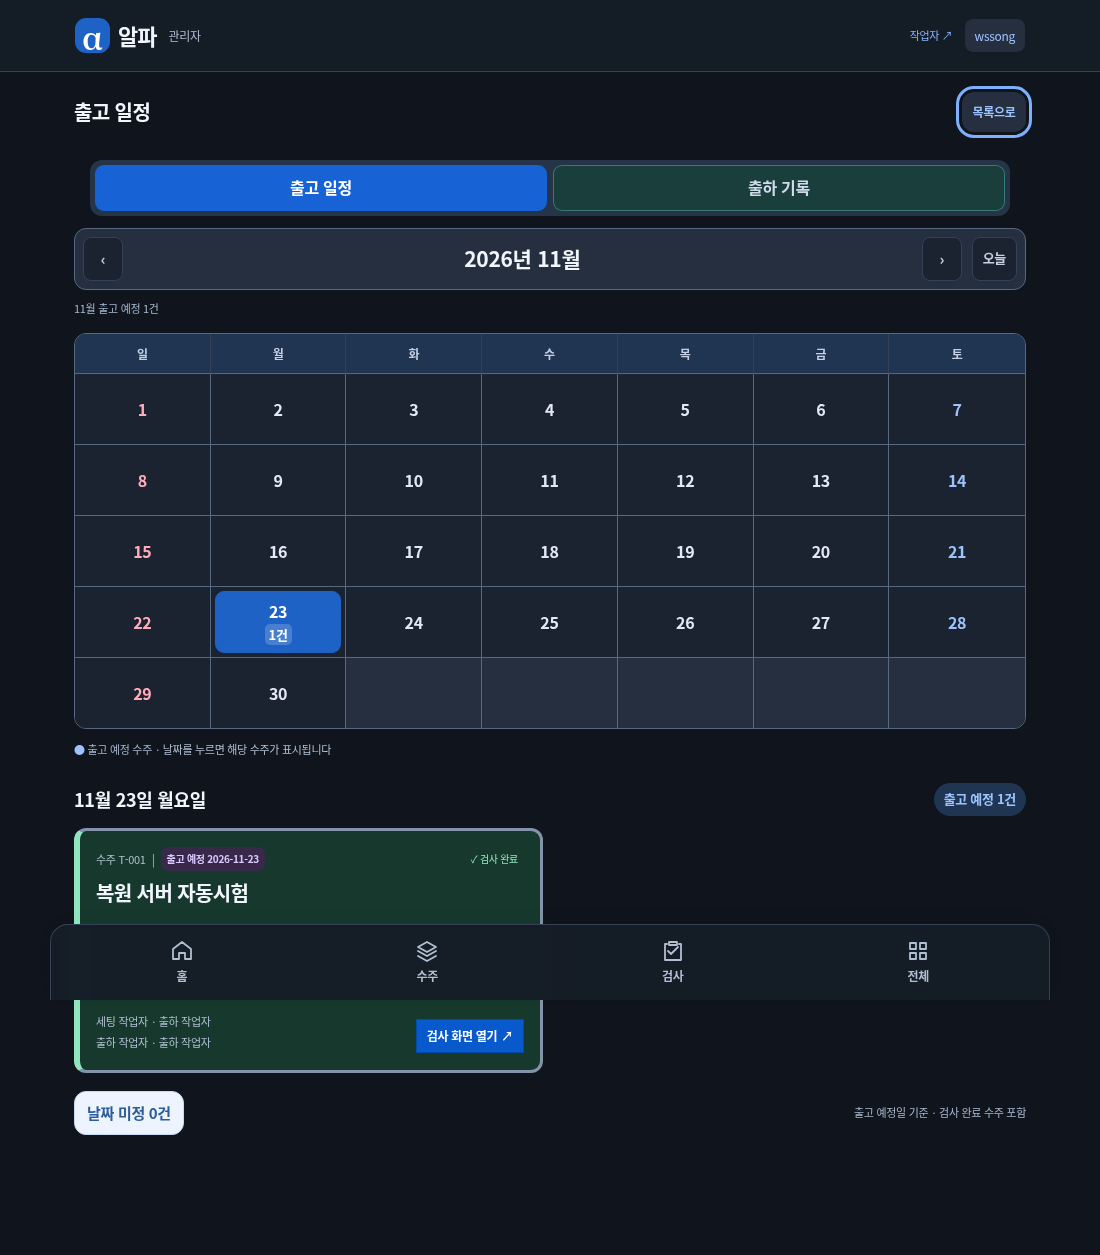 α 알파 관리자 작업자 ↗ wssong
출고 일정 목록으로
출고 일정 출하 기록
‹ 2026년 11월 › 오늘
11월 출고 예정 1건
일 월 화 수 목 금 토
1 2 3 4 5 6 7
8 9 10 11 12 13 14
15 16 17 18 19 20 21
22 23 24 25 26 27 28
1건
29 30
출고 예정 수주 · 날짜를 누르면 해당 수주가 표시됩니다
11월 23일 월요일 출고 예정 1건
수주 T-001 | 출고 예정 2026-11-23 ✓ 검사 완료
복원 서버 자동시험
홈 수주 검사 전체
세팅 작업자 · 출하 작업자
출하 작업자 · 출하 작업자
검사 화면 열기 ↗
날짜 미정 0건 출고 예정일 기준 · 검사 완료 수주 포함